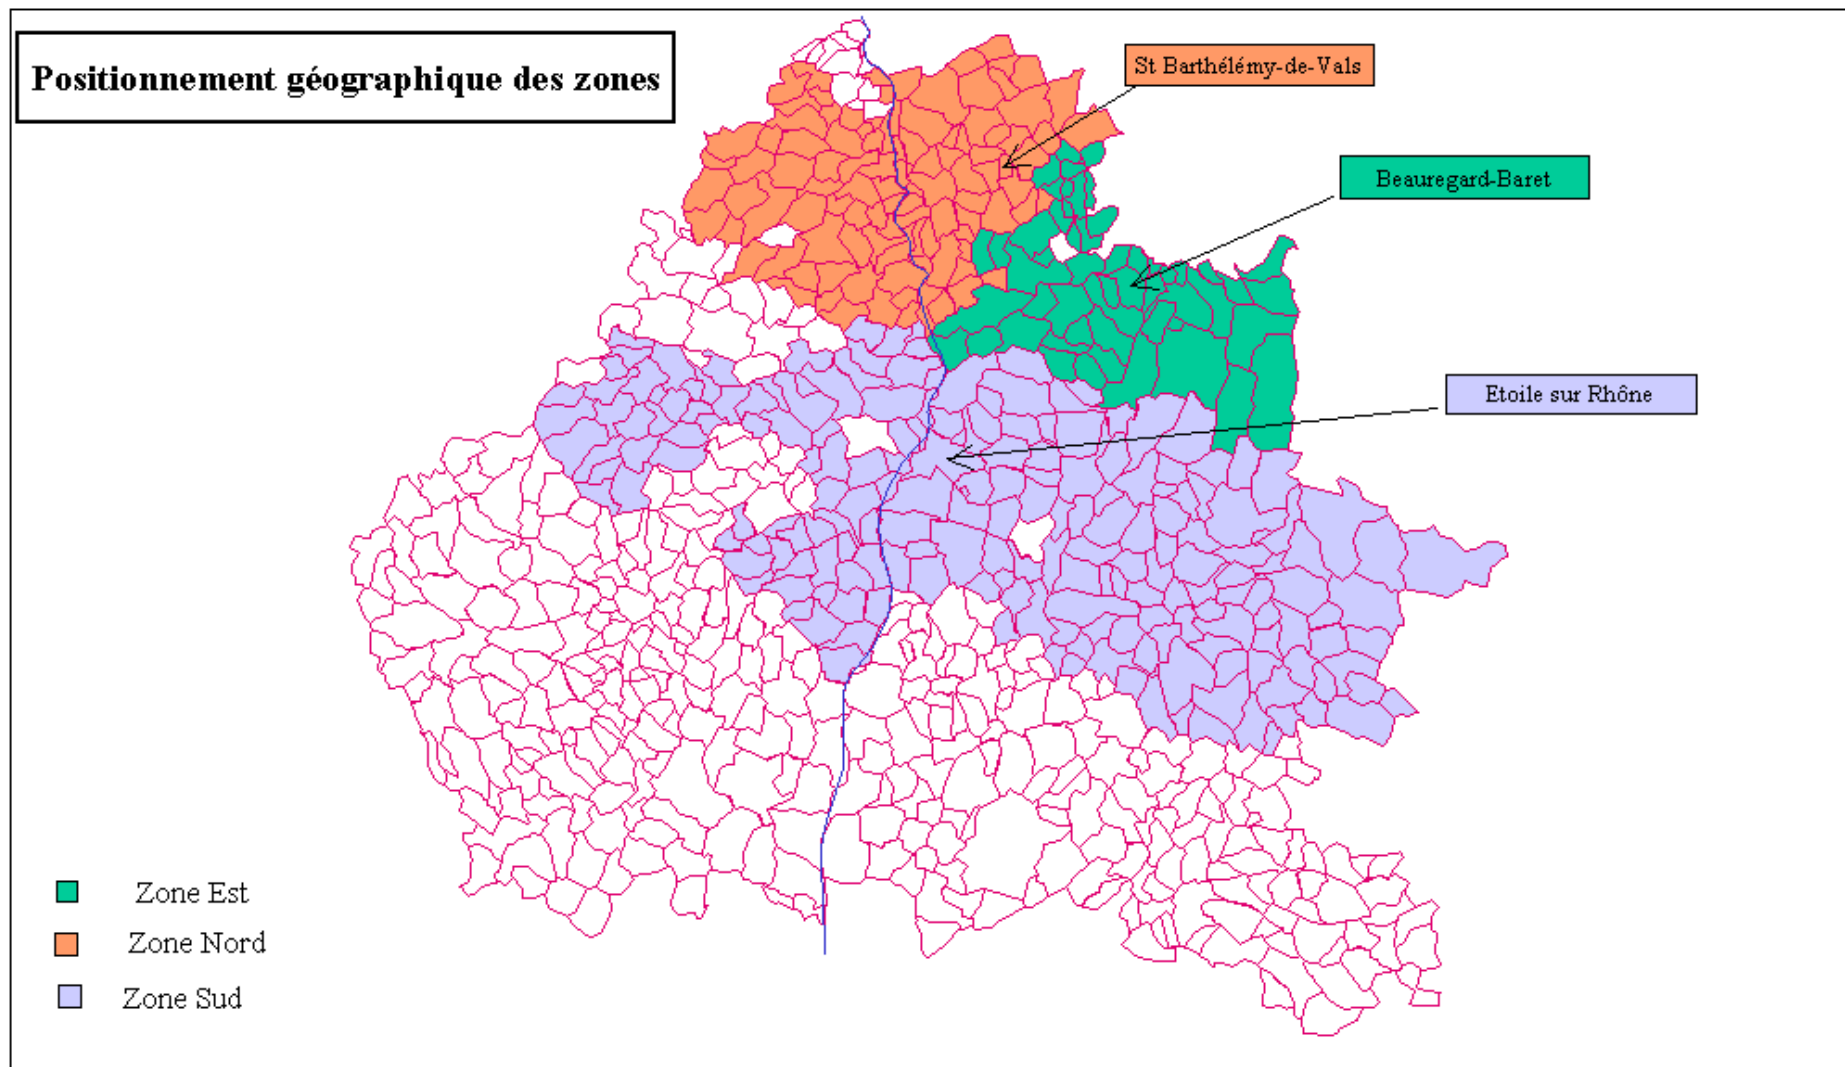 Positionnement géographique des zones
St Barthélémy-de-Vals
Beauregard-Baret
Etoile sur Rhône
Zone Est
Zone Nord
Zone Sud